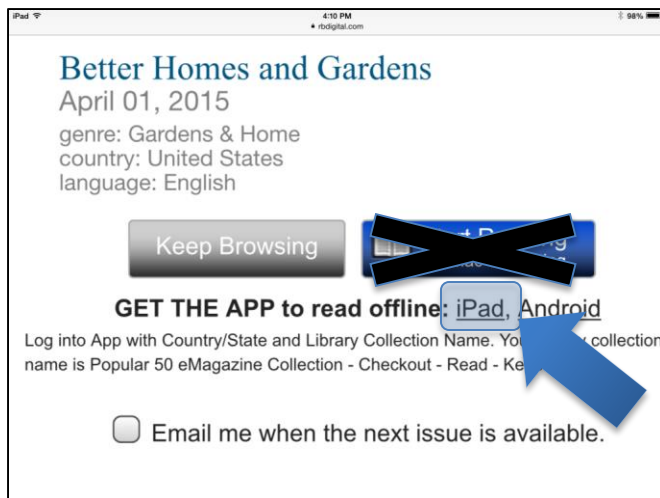 iPad 4:10 PM 98%
rbdigital.com
Better Homes and Gardens
April 01, 2015
genre: Gardens & Home
country: United States
language: English
Keep Browsing
GET THE APP to read offline: iPad, Android
Log into App with Country/State and Library Collection Name. collection
name is Popular 50 eMagazine Collection - Checkout - Read -
Email me when the next issue is available.